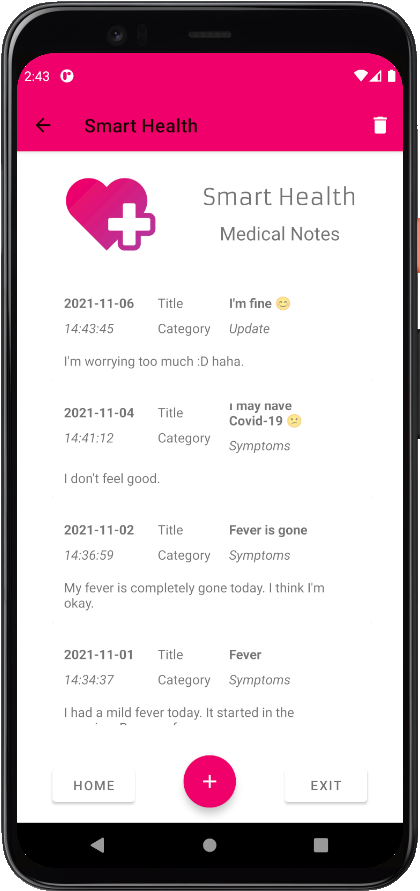 2:43
Smart Health
Smart Health
Medical Notes
2021-11-06 Title I'm fine 😊
14:43:45 Category Update
I'm worrying too much :D haha.
2021-11-04 Title I may have
Covid-19 😕
14:41:12 Category Symptoms
I don't feel good.
2021-11-02 Title Fever is gone
14:36:59 Category Symptoms
My fever is completely gone today. I think I'm
okay.
2021-11-01 Title Fever
14:34:37 Category Symptoms
I had a mild fever today. It started in the
HOME
EXIT